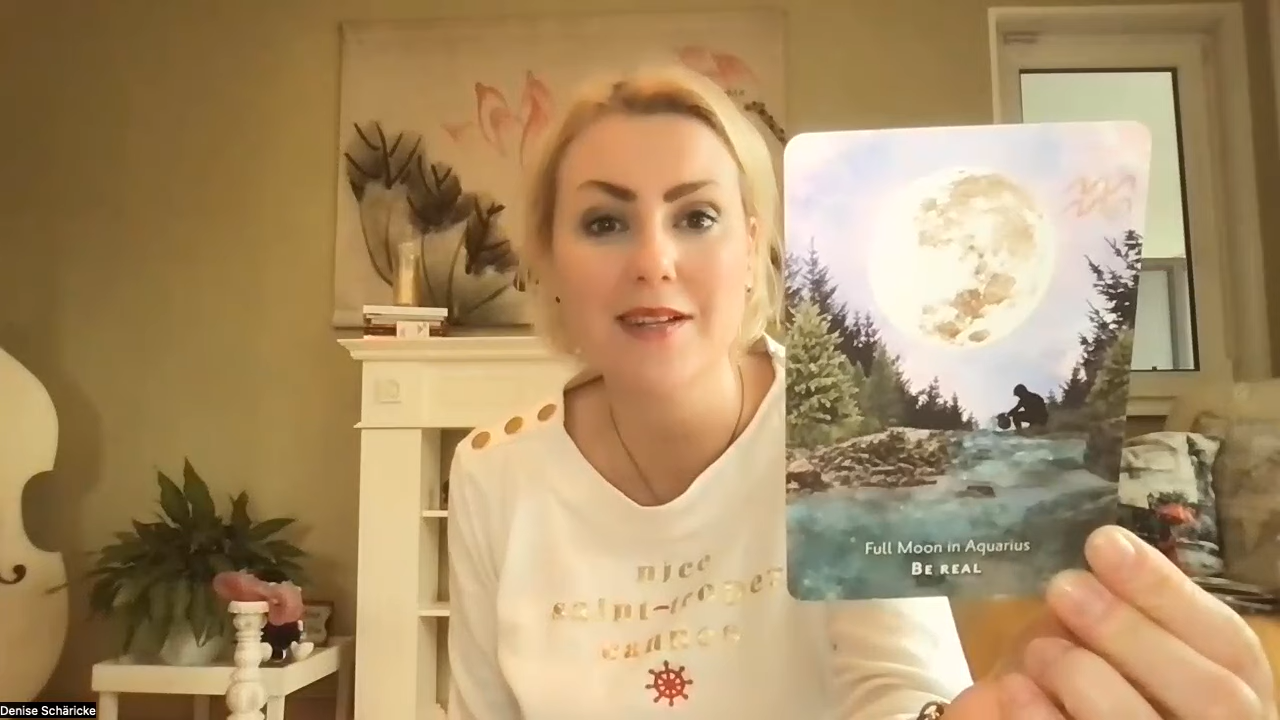 Full Moon in Aquarius
BE REAL
nice
saint-tropez
cannes
Denise Schäricke